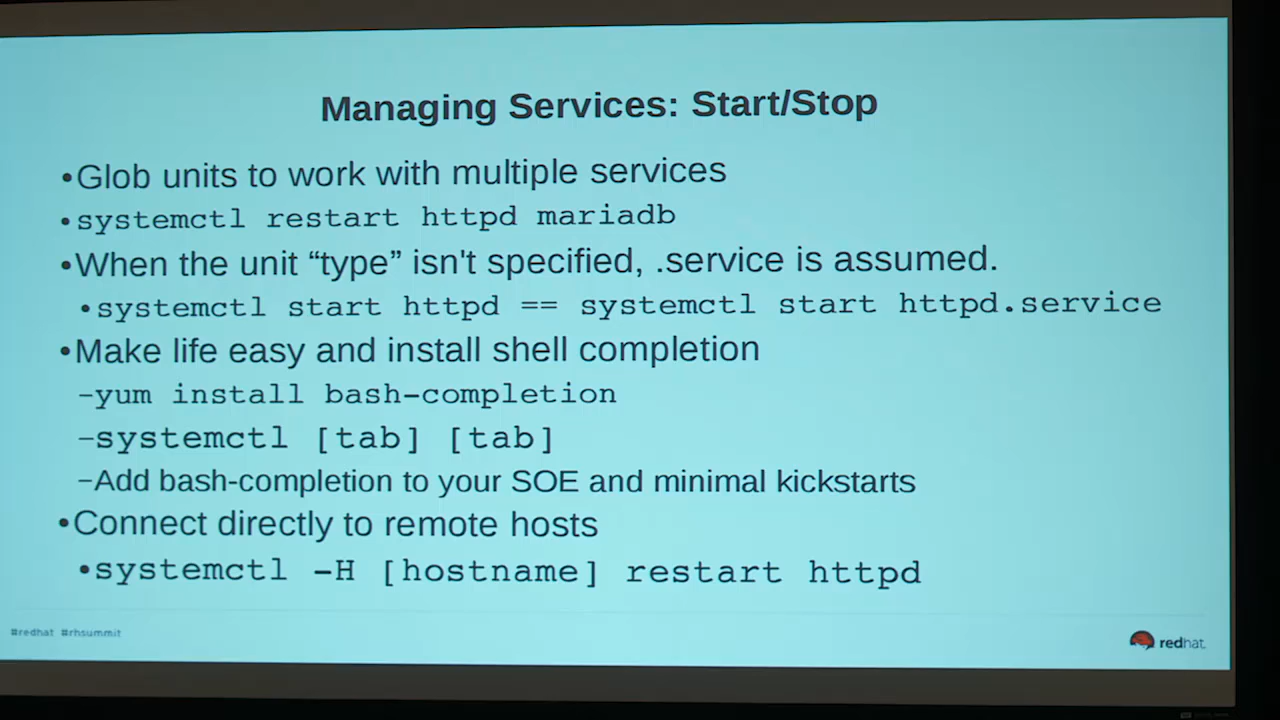 Managing Services: Start/Stop
•Glob units to work with multiple services
•systemctl restart httpd mariadb
•When the unit “type” isn't specified, .service is assumed.
•systemctl start httpd == systemctl start httpd.service
•Make life easy and install shell completion
–yum install bash-completion
–systemctl [tab] [tab]
–Add bash-completion to your SOE and minimal kickstarts
•Connect directly to remote hosts
•systemctl –H [hostname] restart httpd
#redhat #rhsummit
redhat.